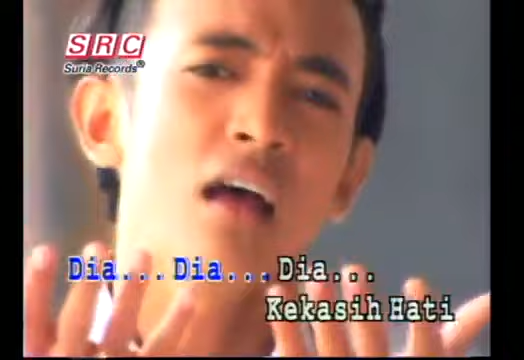 SRC
Suria Records®
Dia... Dia... Dia...
Kekasih Hati